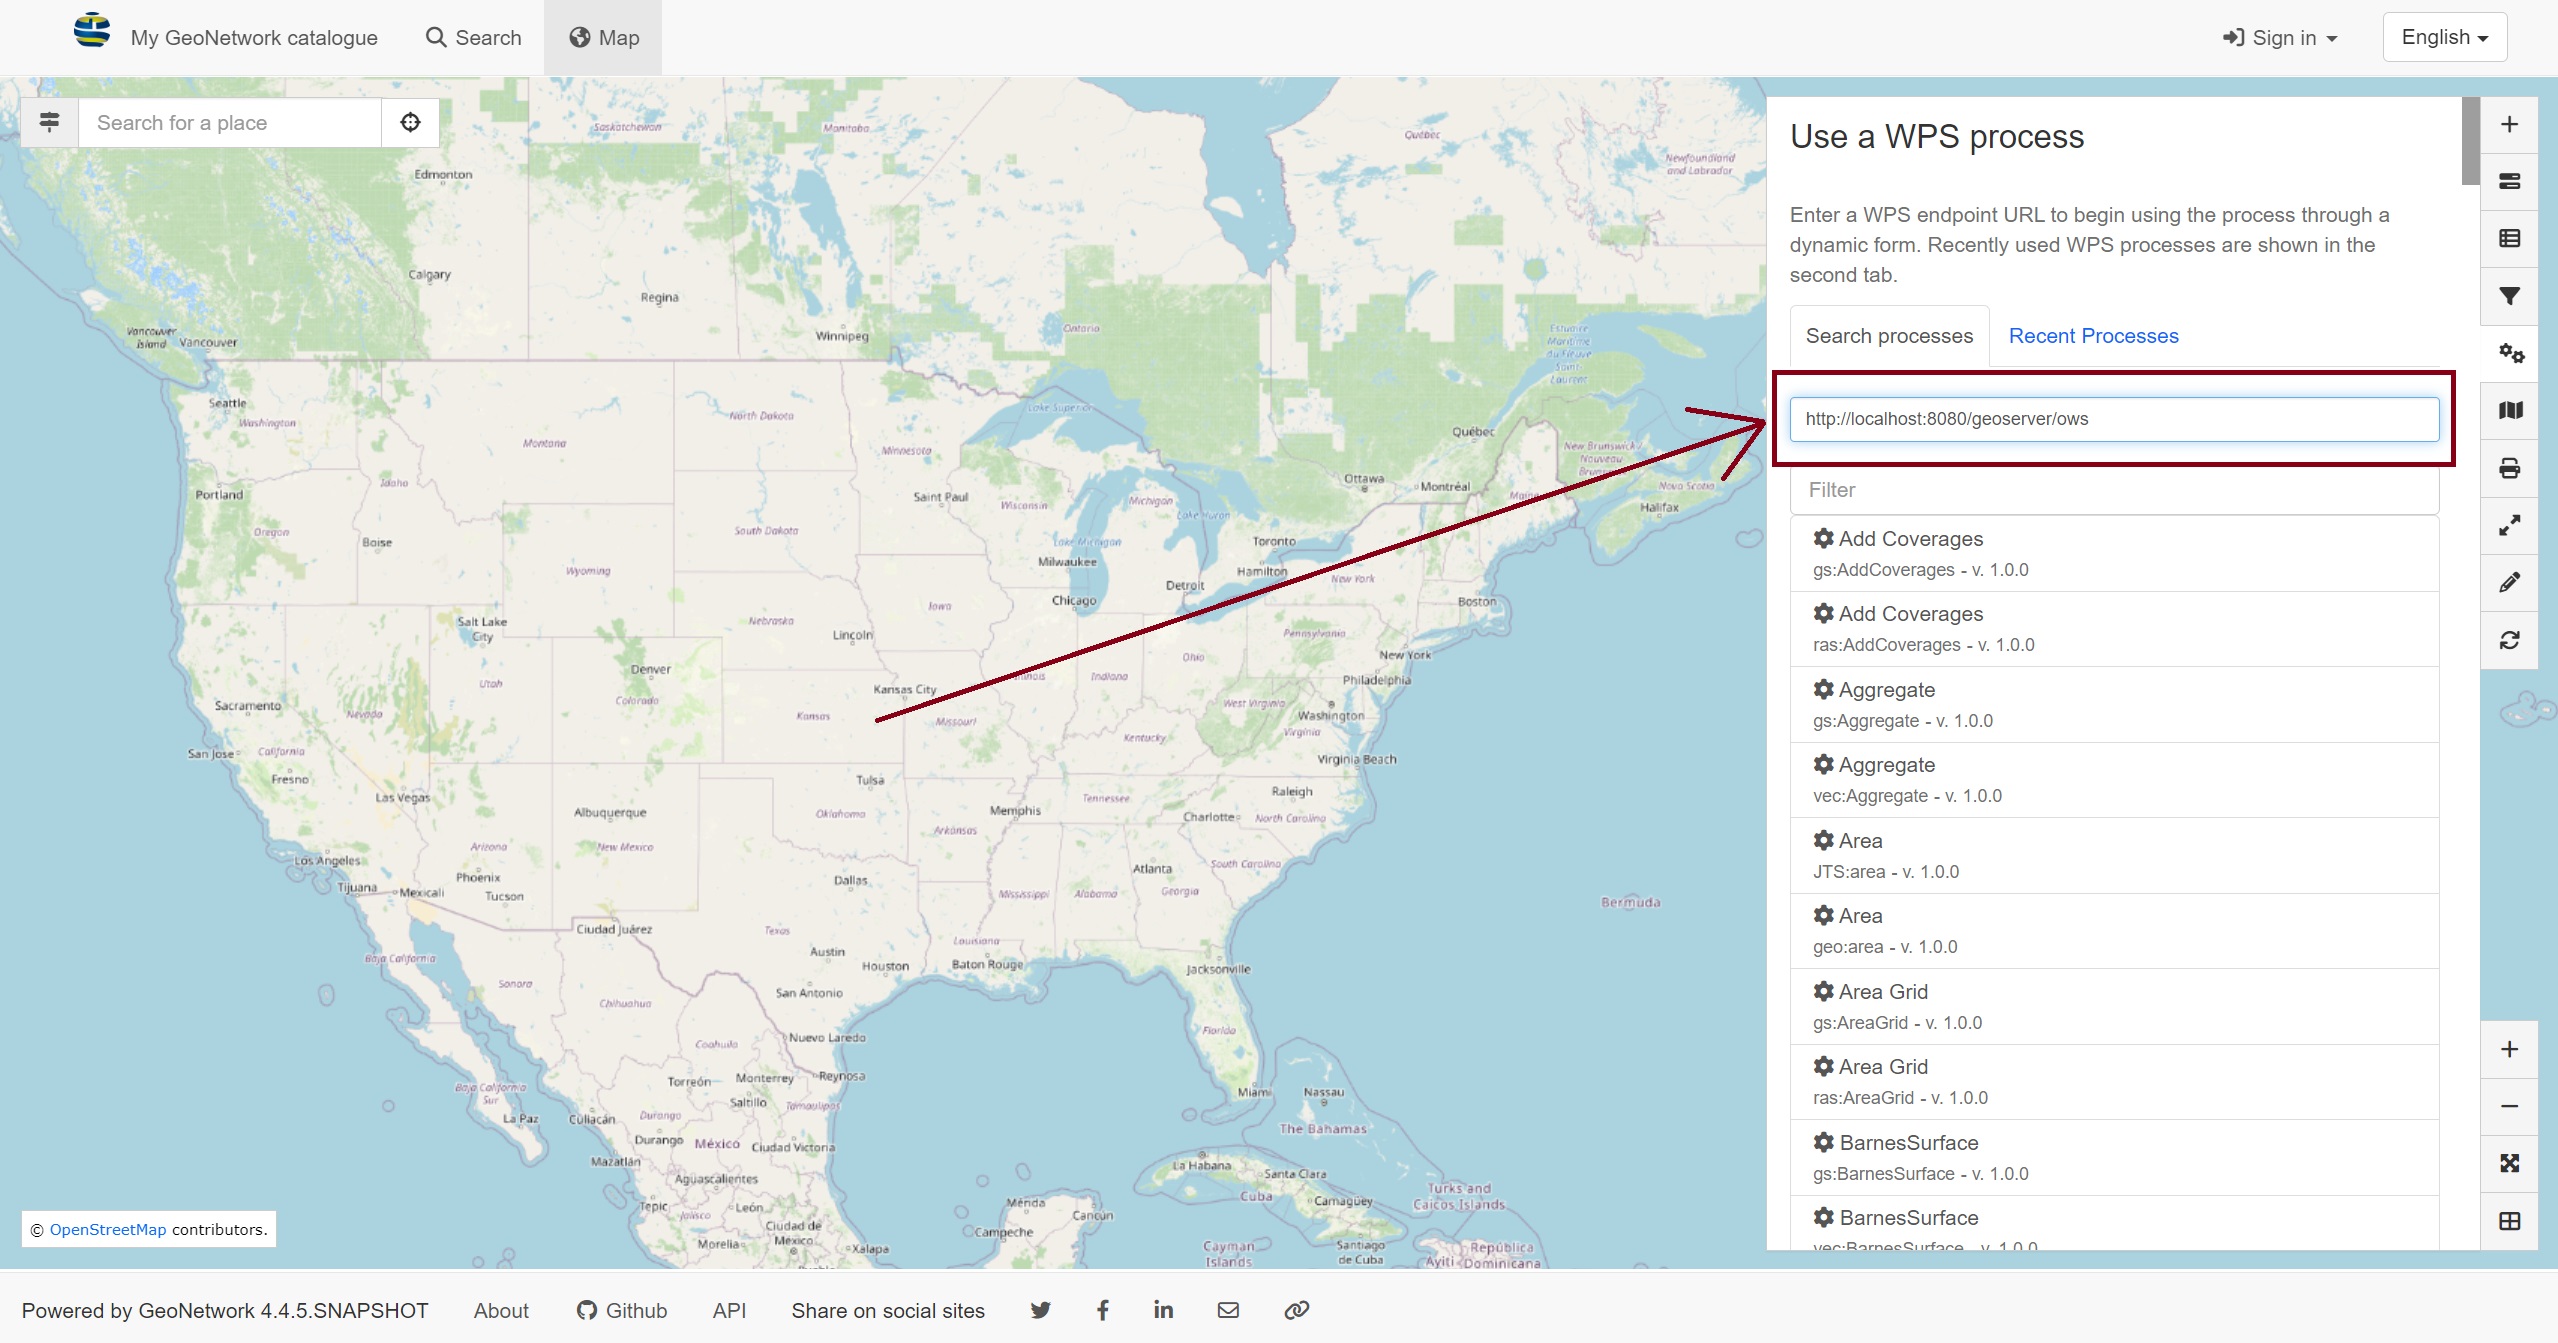 My GeoNetwork catalogue
Search
Map
Sign in
English
Search for a place
Use a WPS process
Enter a WPS endpoint URL to begin using the process through a
dynamic form. Recently used WPS processes are shown in the
second tab.
Search processes
Recent Processes
http://localhost:8080/geoserver/ows
Filter
Add Coverages
gs:AddCoverages - v. 1.0.0
Add Coverages
ras:AddCoverages - v. 1.0.0
Aggregate
gs:Aggregate - v. 1.0.0
Aggregate
vec:Aggregate - v. 1.0.0
Area
JTS:area - v. 1.0.0
Area
geo:area - v. 1.0.0
Area Grid
gs:AreaGrid - v. 1.0.0
Area Grid
ras:AreaGrid - v. 1.0.0
BarnesSurface
gs:BarnesSurface - v. 1.0.0
BarnesSurface
vec:BarnesSurface - v. 1.0.0
Saskatchewan
Manitoba
Québec
Newfoundland
and Labrador
Edmonton
Calgary
Regina
Winnipeg
Ontario
Estuaire
Maritime
du Fleuve
Saint-
Laurent
Vancouver
Island
Vancouver
Seattle
Washington
North Dakota
Lake Superior
Montana
Minnesota
Québec
New Brunswick
Nouveau
Portland
Idaho
Saint Paul
Wisconsin
Michigan
Lake Huron
Ottawa
Montréal
Maine
Nova Scotia
Halifax
Oregon
Boise
South Dakota
Lake Michigan
Toronto
Milwaukee
Hamilton
Wyoming
Detroit
New York
Chicago
Boston
Iowa
Salt Lake
City
Nebraska
Lincoln
Pennsylvania
Ohio
New York
Denver
Utah
Colorado
Kansas City
Illinois
Indiana
Philadelphia
Sacramento
Nevada
Kansas
Missouri
West Virginia
Washington
Virginia
Kentucky
San Jose
California
Fresno
Tulsa
Virginia Beach
Las Vegas
Albuquerque
Oklahoma
Memphis
Tennessee
Raleigh
Charlotte
North Carolina
Arkansas
Los Angeles
Arizona
New Mexico
Phoenix
Tijuana
Mexicali
Tucson
Dallas
Mississippi
Alabama
Atlanta
Georgia
South Carolina
Bermuda
Ciudad Juárez
Texas
Louisiana
Baja California
Austin
Houston
Baton Rouge
Jacksonville
Sonora
San Antonio
Chihuahua
Florida
Nuevo Laredo
Coahuila
Torreón
Monterrey
Reynosa
Baja California
Sur
Saltillo
Tamaulipas
Miami
Nassau
La Paz
Culiacán
Durango
Durango
México
Ciudad Victoria
The Bahamas
Mazatlán
La Habana
Santa Clara
Aguascalientes
Cuba
Camagüey
Turks and
Caicos Islands
Tepic
Jalisco
León
Mérida
Cancún
Ciudad de
México
Campeche
Morelia
Xalapa
Cayman
Islands
Santiago
de Cuba
República
Dominicana
Ayiti
© OpenStreetMap contributors.
Powered by GeoNetwork 4.4.5.SNAPSHOT
About
Github
API
Share on social sites